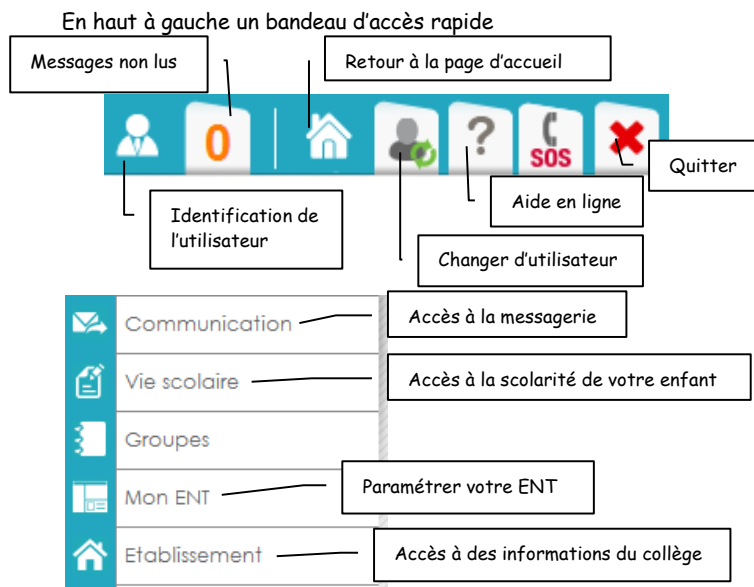 En haut à gauche un bandeau d'accès rapide
Messages non lus
Retour à la page d'accueil
0
?
SOS
Quitter
Identification de
l'utilisateur
Aide en ligne
Changer d'utilisateur
Communication
Accès à la messagerie
Vie scolaire
Accès à la scolarité de votre enfant
Groupes
Mon ENT
Paramétrer votre ENT
Etablissement
Accès à des informations du collège